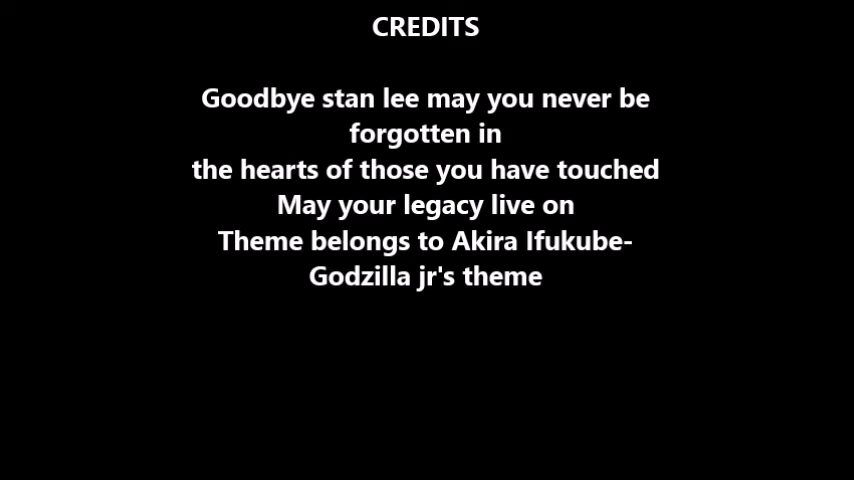 CREDITS
Goodbye stan lee may you never be
forgotten in
the hearts of those you have touched
May your legacy live on
Theme belongs to Akira Ifukube-
Godzilla jr's theme